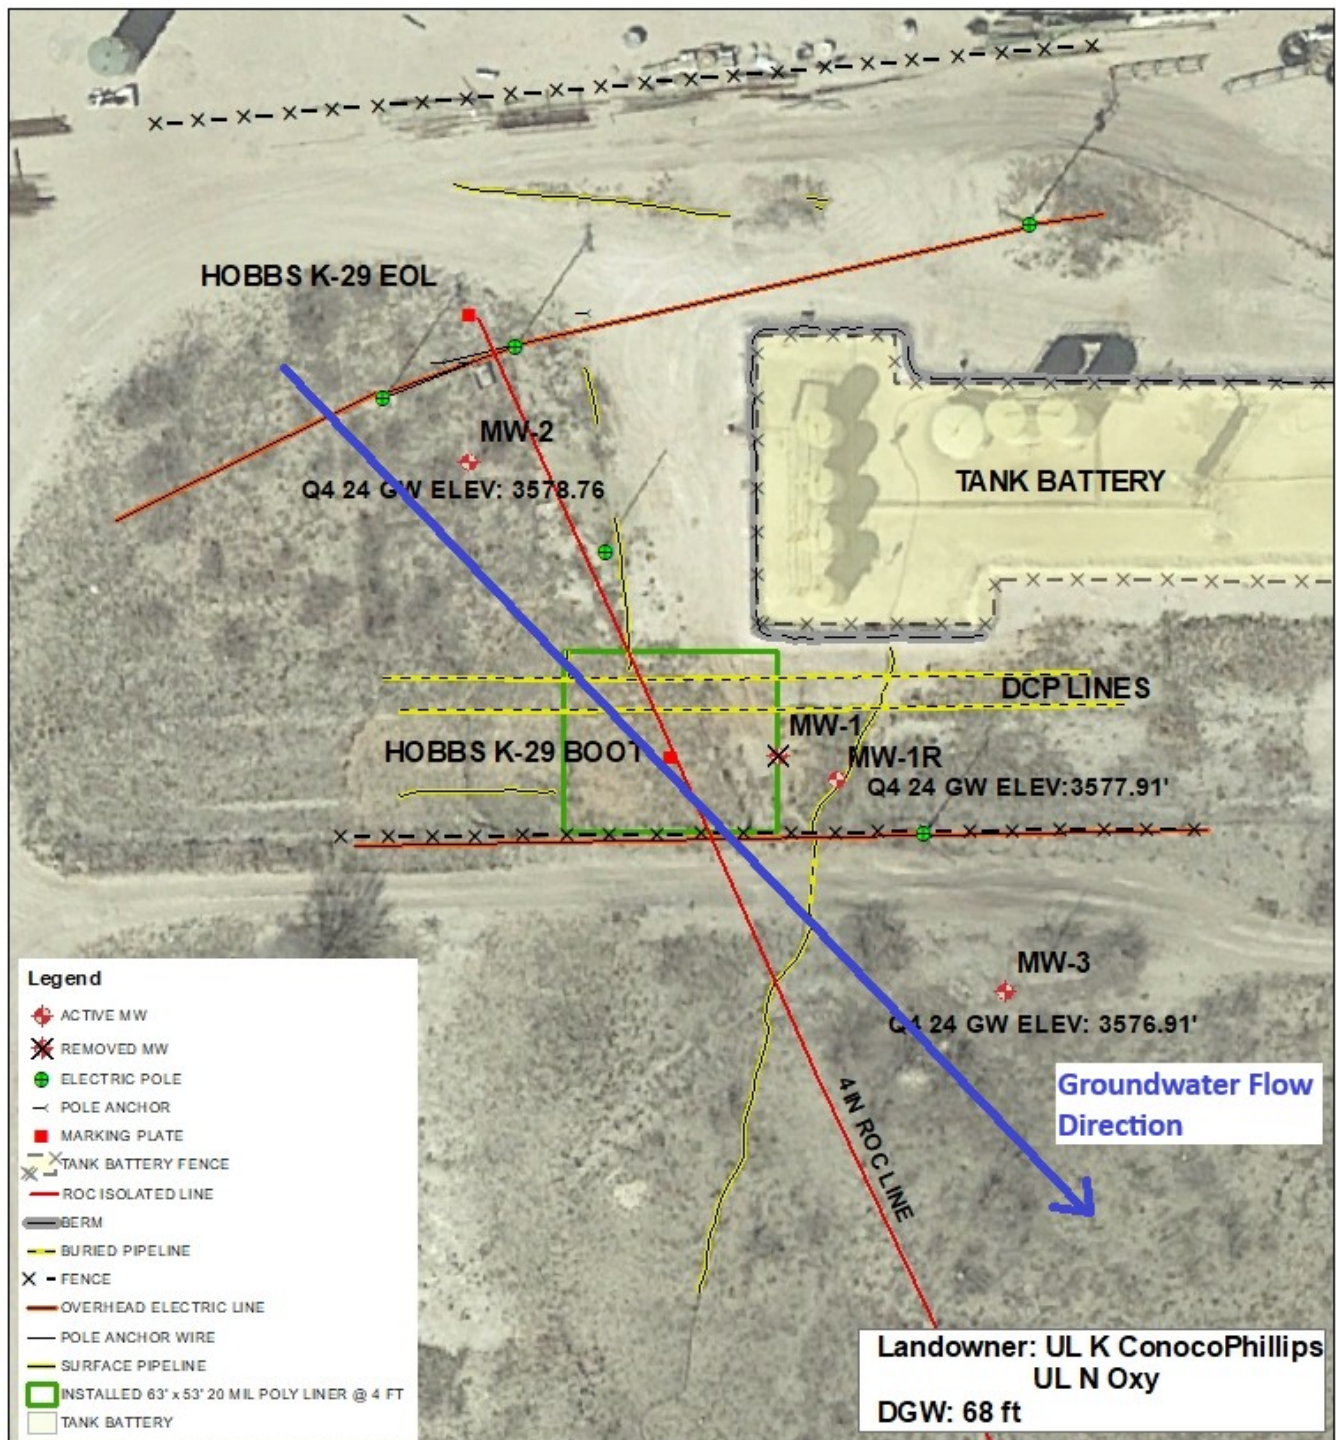 HOBBS K-29 EOL
MW-2
Q4 24 GW ELEV: 3578.76
TANK BATTERY
DCP LINES
MW-1
HOBBS K-29 BOOT
MW-1R
Q4 24 GW ELEV:3577.91'
MW-3
Q4 24 GW ELEV: 3576.91'
4 IN ROC LINE
Groundwater Flow
Direction
Legend
ACTIVE MW
REMOVED MW
ELECTRIC POLE
POLE ANCHOR
MARKING PLATE
TANK BATTERY FENCE
ROC ISOLATED LINE
BERM
BURIED PIPELINE
FENCE
OVERHEAD ELECTRIC LINE
POLE ANCHOR WIRE
SURFACE PIPELINE
INSTALLED 63' x 53' 20 MIL POLY LINER @ 4 FT
TANK BATTERY
Landowner: UL K ConocoPhillips
UL N Oxy
DGW: 68 ft